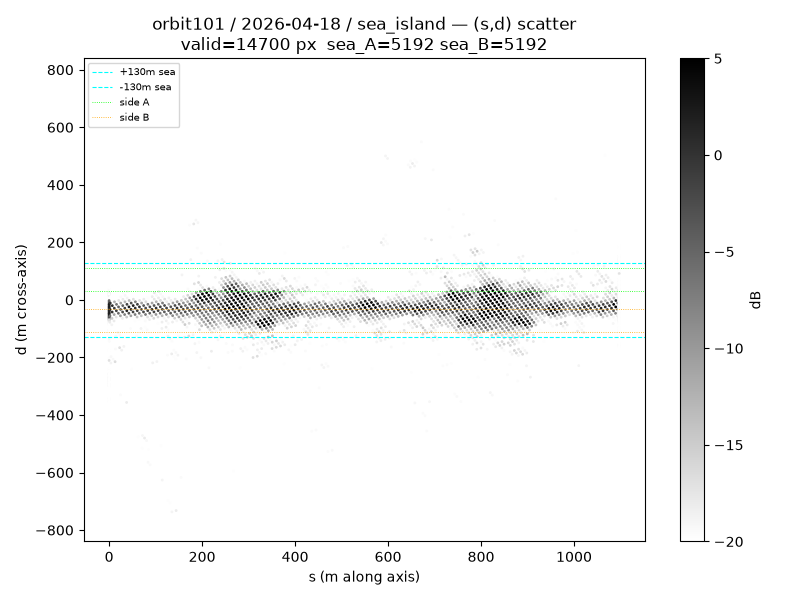 orbit101 / 2026-04-18 / sea_island — (s,d) scatter
valid=14700 px  sea_A=5192 sea_B=5192
+130m sea
-130m sea
side A
side B
800
600
400
200
0
−200
−400
−600
−800
d (m cross-axis)
0
200
400
600
800
1000
s (m along axis)
5
0
−5
−10
−15
−20
dB